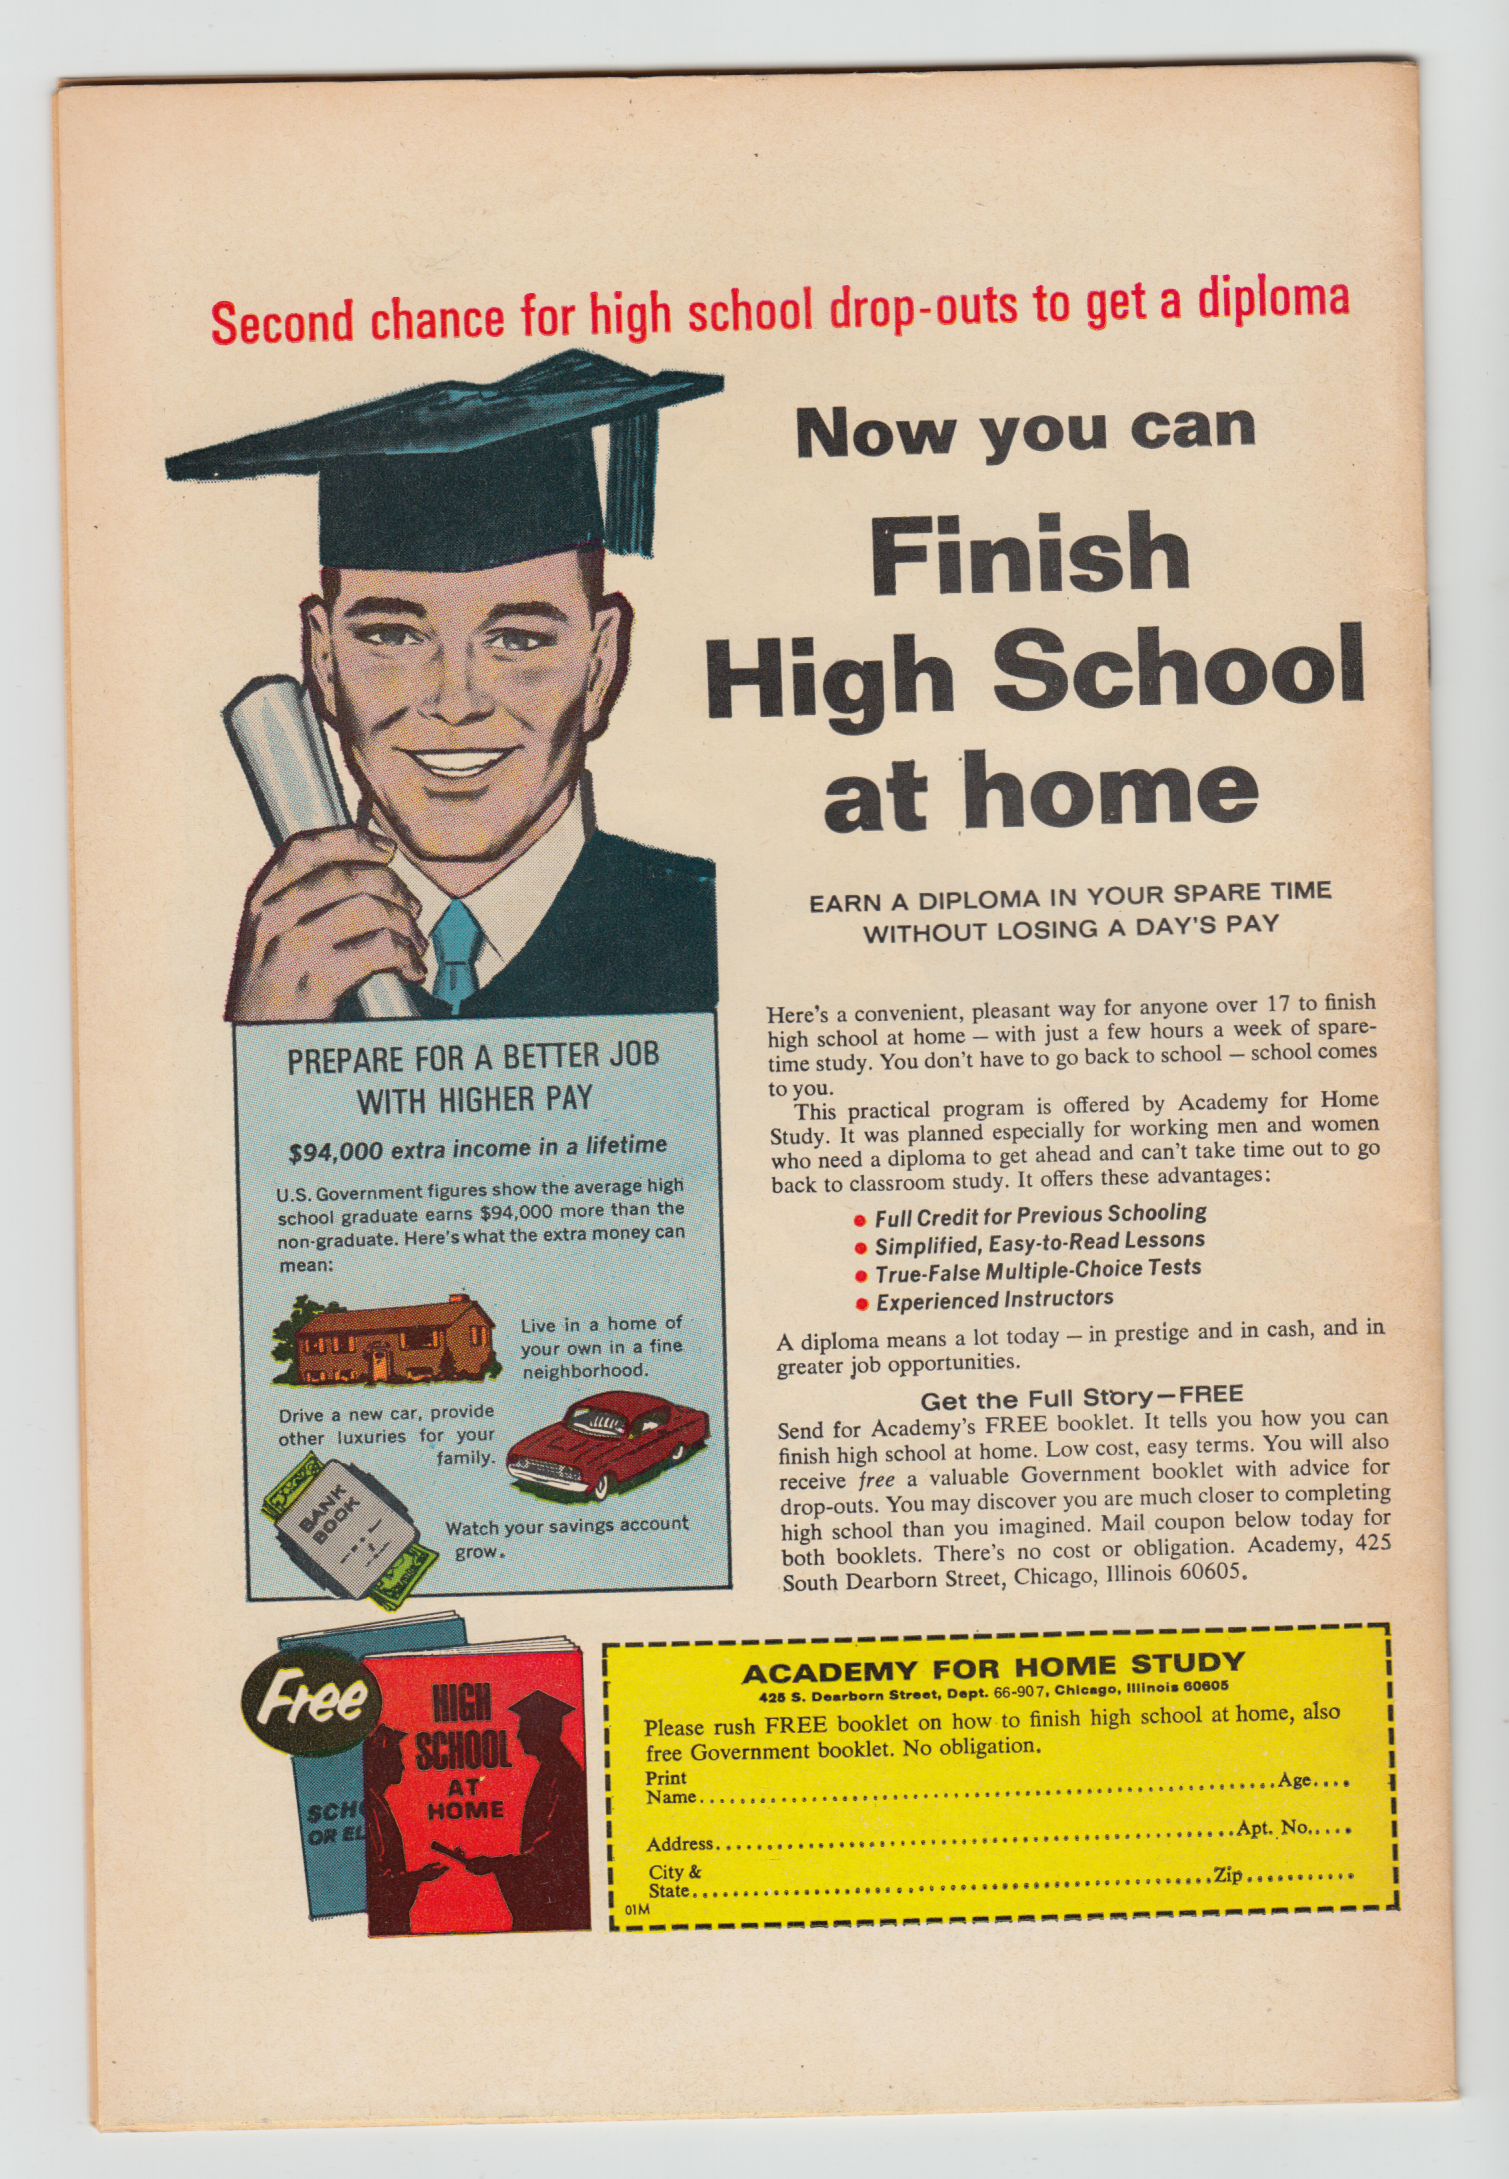 Second chance for high school drop-outs to get a diploma
Now you can
Finish
High School
at home
EARN A DIPLOMA IN YOUR SPARE TIME
WITHOUT LOSING A DAY'S PAY
Here's a convenient, pleasant way for anyone over 17 to finish
high school at home — with just a few hours a week of spare-
time study. You don't have to go back to school — school comes
to you.
This practical program is offered by Academy for Home
Study. It was planned especially for working men and women
who need a diploma to get ahead and can't take time out to go
back to classroom study. It offers these advantages:
• Full Credit for Previous Schooling
• Simplified, Easy-to-Read Lessons
• True-False Multiple-Choice Tests
• Experienced Instructors
A diploma means a lot today — in prestige and in cash, and in
greater job opportunities.
Get the Full Story—FREE
Send for Academy's FREE booklet. It tells you how you can
finish high school at home. Low cost, easy terms. You will also
receive free a valuable Government booklet with advice for
drop-outs. You may discover you are much closer to completing
high school than you imagined. Mail coupon below today for
both booklets. There's no cost or obligation. Academy, 425
South Dearborn Street, Chicago, Illinois 60605.
PREPARE FOR A BETTER JOB
WITH HIGHER PAY
$94,000 extra income in a lifetime
U.S. Government figures show the average high
school graduate earns $94,000 more than the
non-graduate. Here's what the extra money can
mean:
Live in a home of
your own in a fine
neighborhood.
Drive a new car, provide
other luxuries for your
family.
BANK
BOOK
Watch your savings account
grow.
Free
HIGH
SCHOOL
AT
HOME
SCH
OR EL
ACADEMY FOR HOME STUDY
425 S. Dearborn Street, Dept. 66-907, Chicago, Illinois 60605
Please rush FREE booklet on how to finish high school at home, also
free Government booklet. No obligation.
Print
Name Age
Address Apt. No.
City &
State Zip
01M